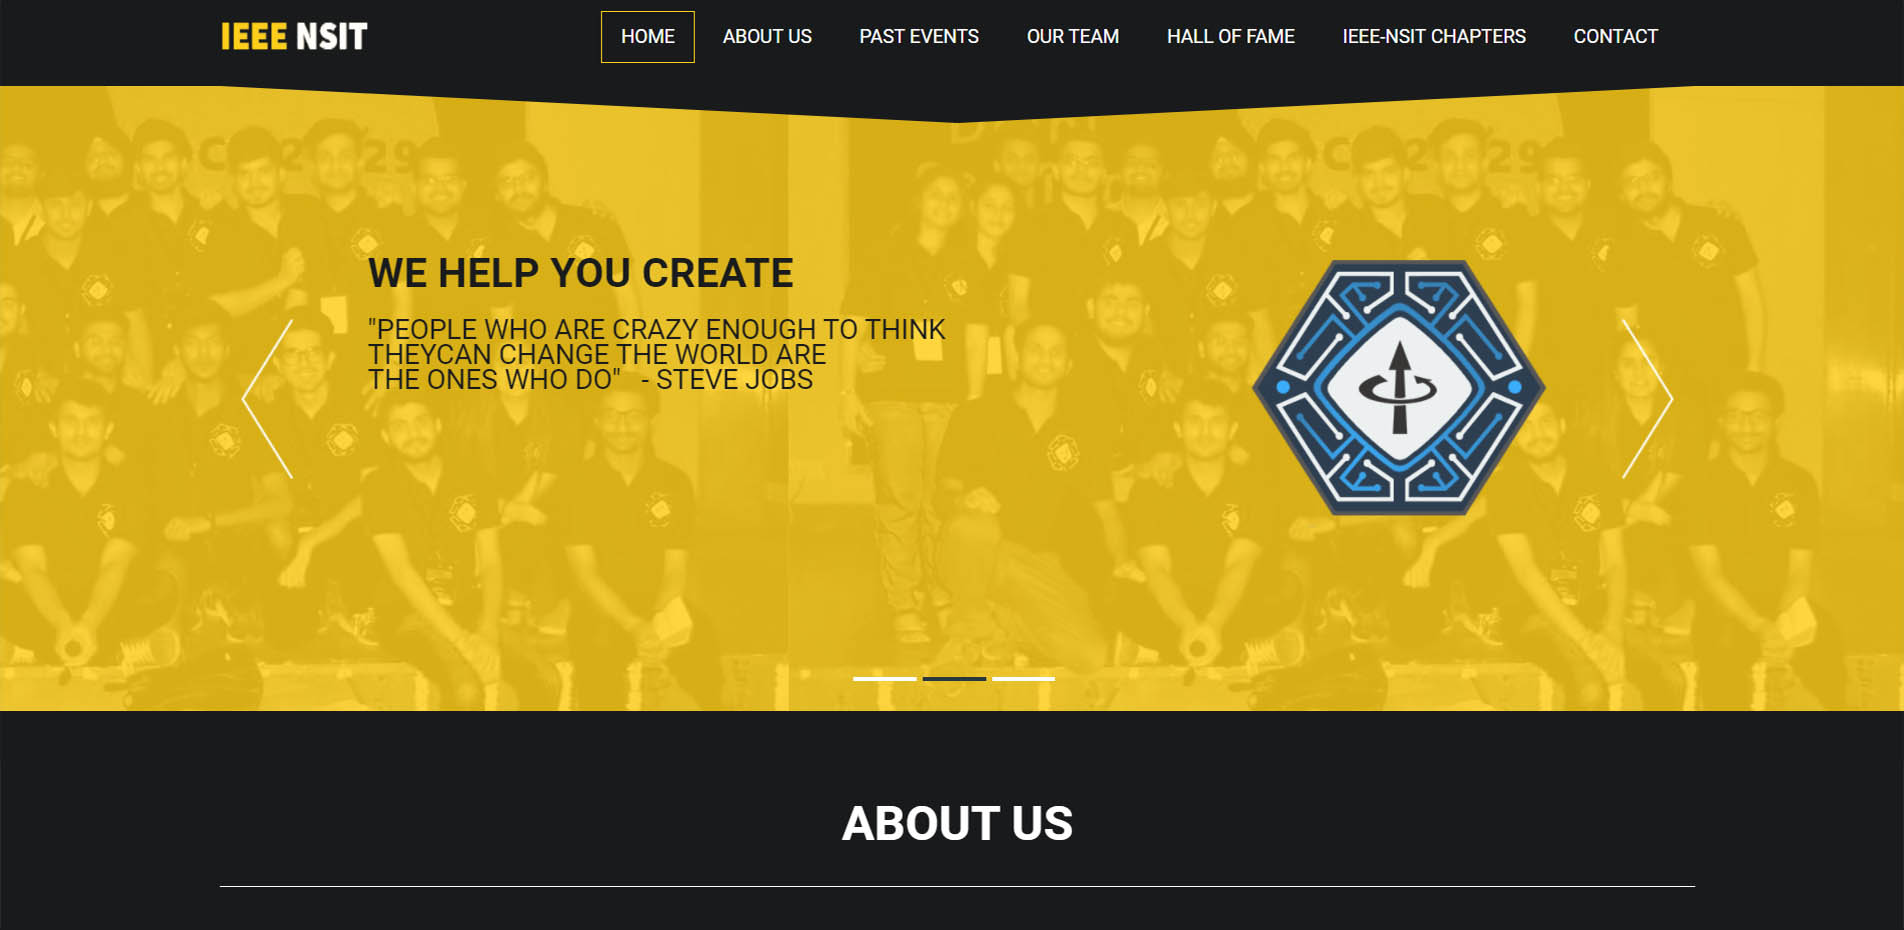 IEEE NSIT
HOME
ABOUT US
PAST EVENTS
OUR TEAM
HALL OF FAME
IEEE-NSIT CHAPTERS
CONTACT
WE HELP YOU CREATE
"PEOPLE WHO ARE CRAZY ENOUGH TO THINK
THEYCAN CHANGE THE WORLD ARE
THE ONES WHO DO" - STEVE JOBS
ABOUT US